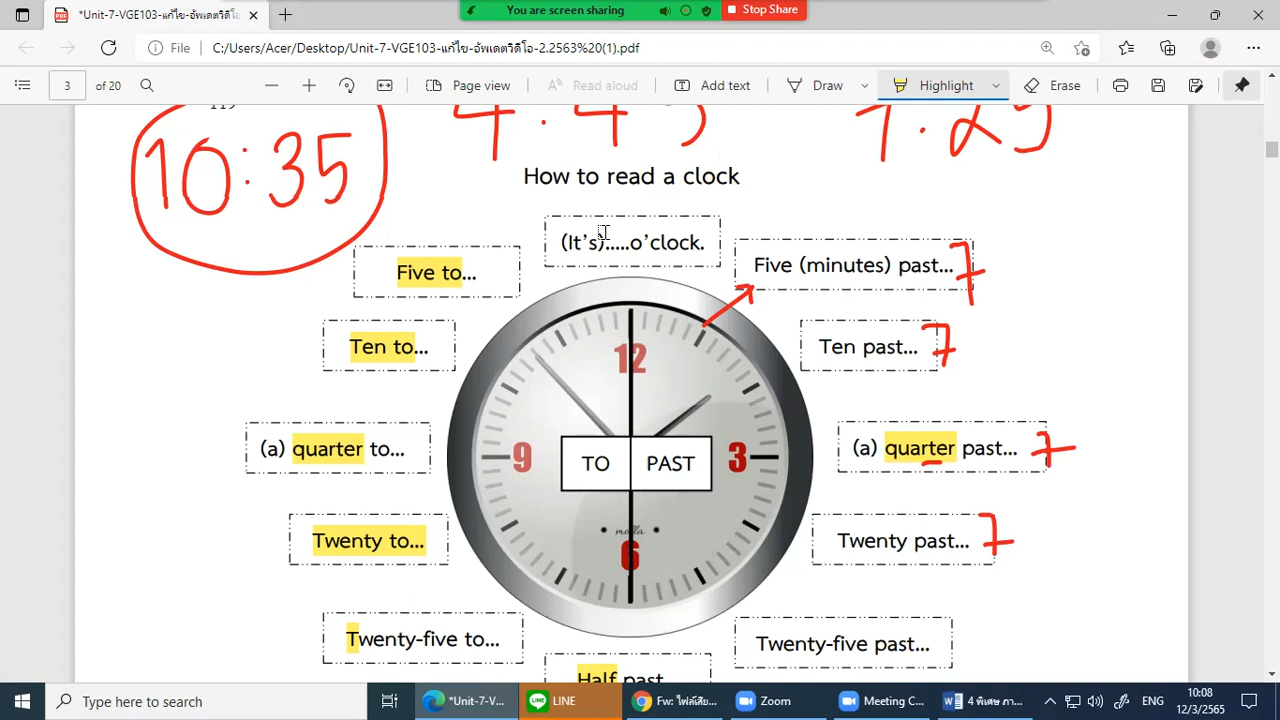 *Unit-7-VGE103-แก้ไข-อัพเดตวิดีโอ-2
You are screen sharing
Stop Share
File
C:/Users/Acer/Desktop/Unit-7-VGE103-แก้ไข-อัพเดตวิดีโอ-2.2563%20(1).pdf
3 of 20
Page view
Read aloud
Add text
Draw
Highlight
Erase
10:35
How to read a clock
(It's).....o'clock.
Five to...
Five (minutes) past... 7
Ten to...
Ten past... 7
12
(a) quarter to...
9
TO
PAST
3
(a) quarter past... 7
Twenty to...
6
Twenty past... 7
Twenty-five to...
Twenty-five past...
Half past
Type here to search
*Unit-7-V...
LINE
Fw: ไฟล์เสีย...
Zoom
Meeting C...
4 พิเศษ ภา...
ENG
10:08
12/3/2565